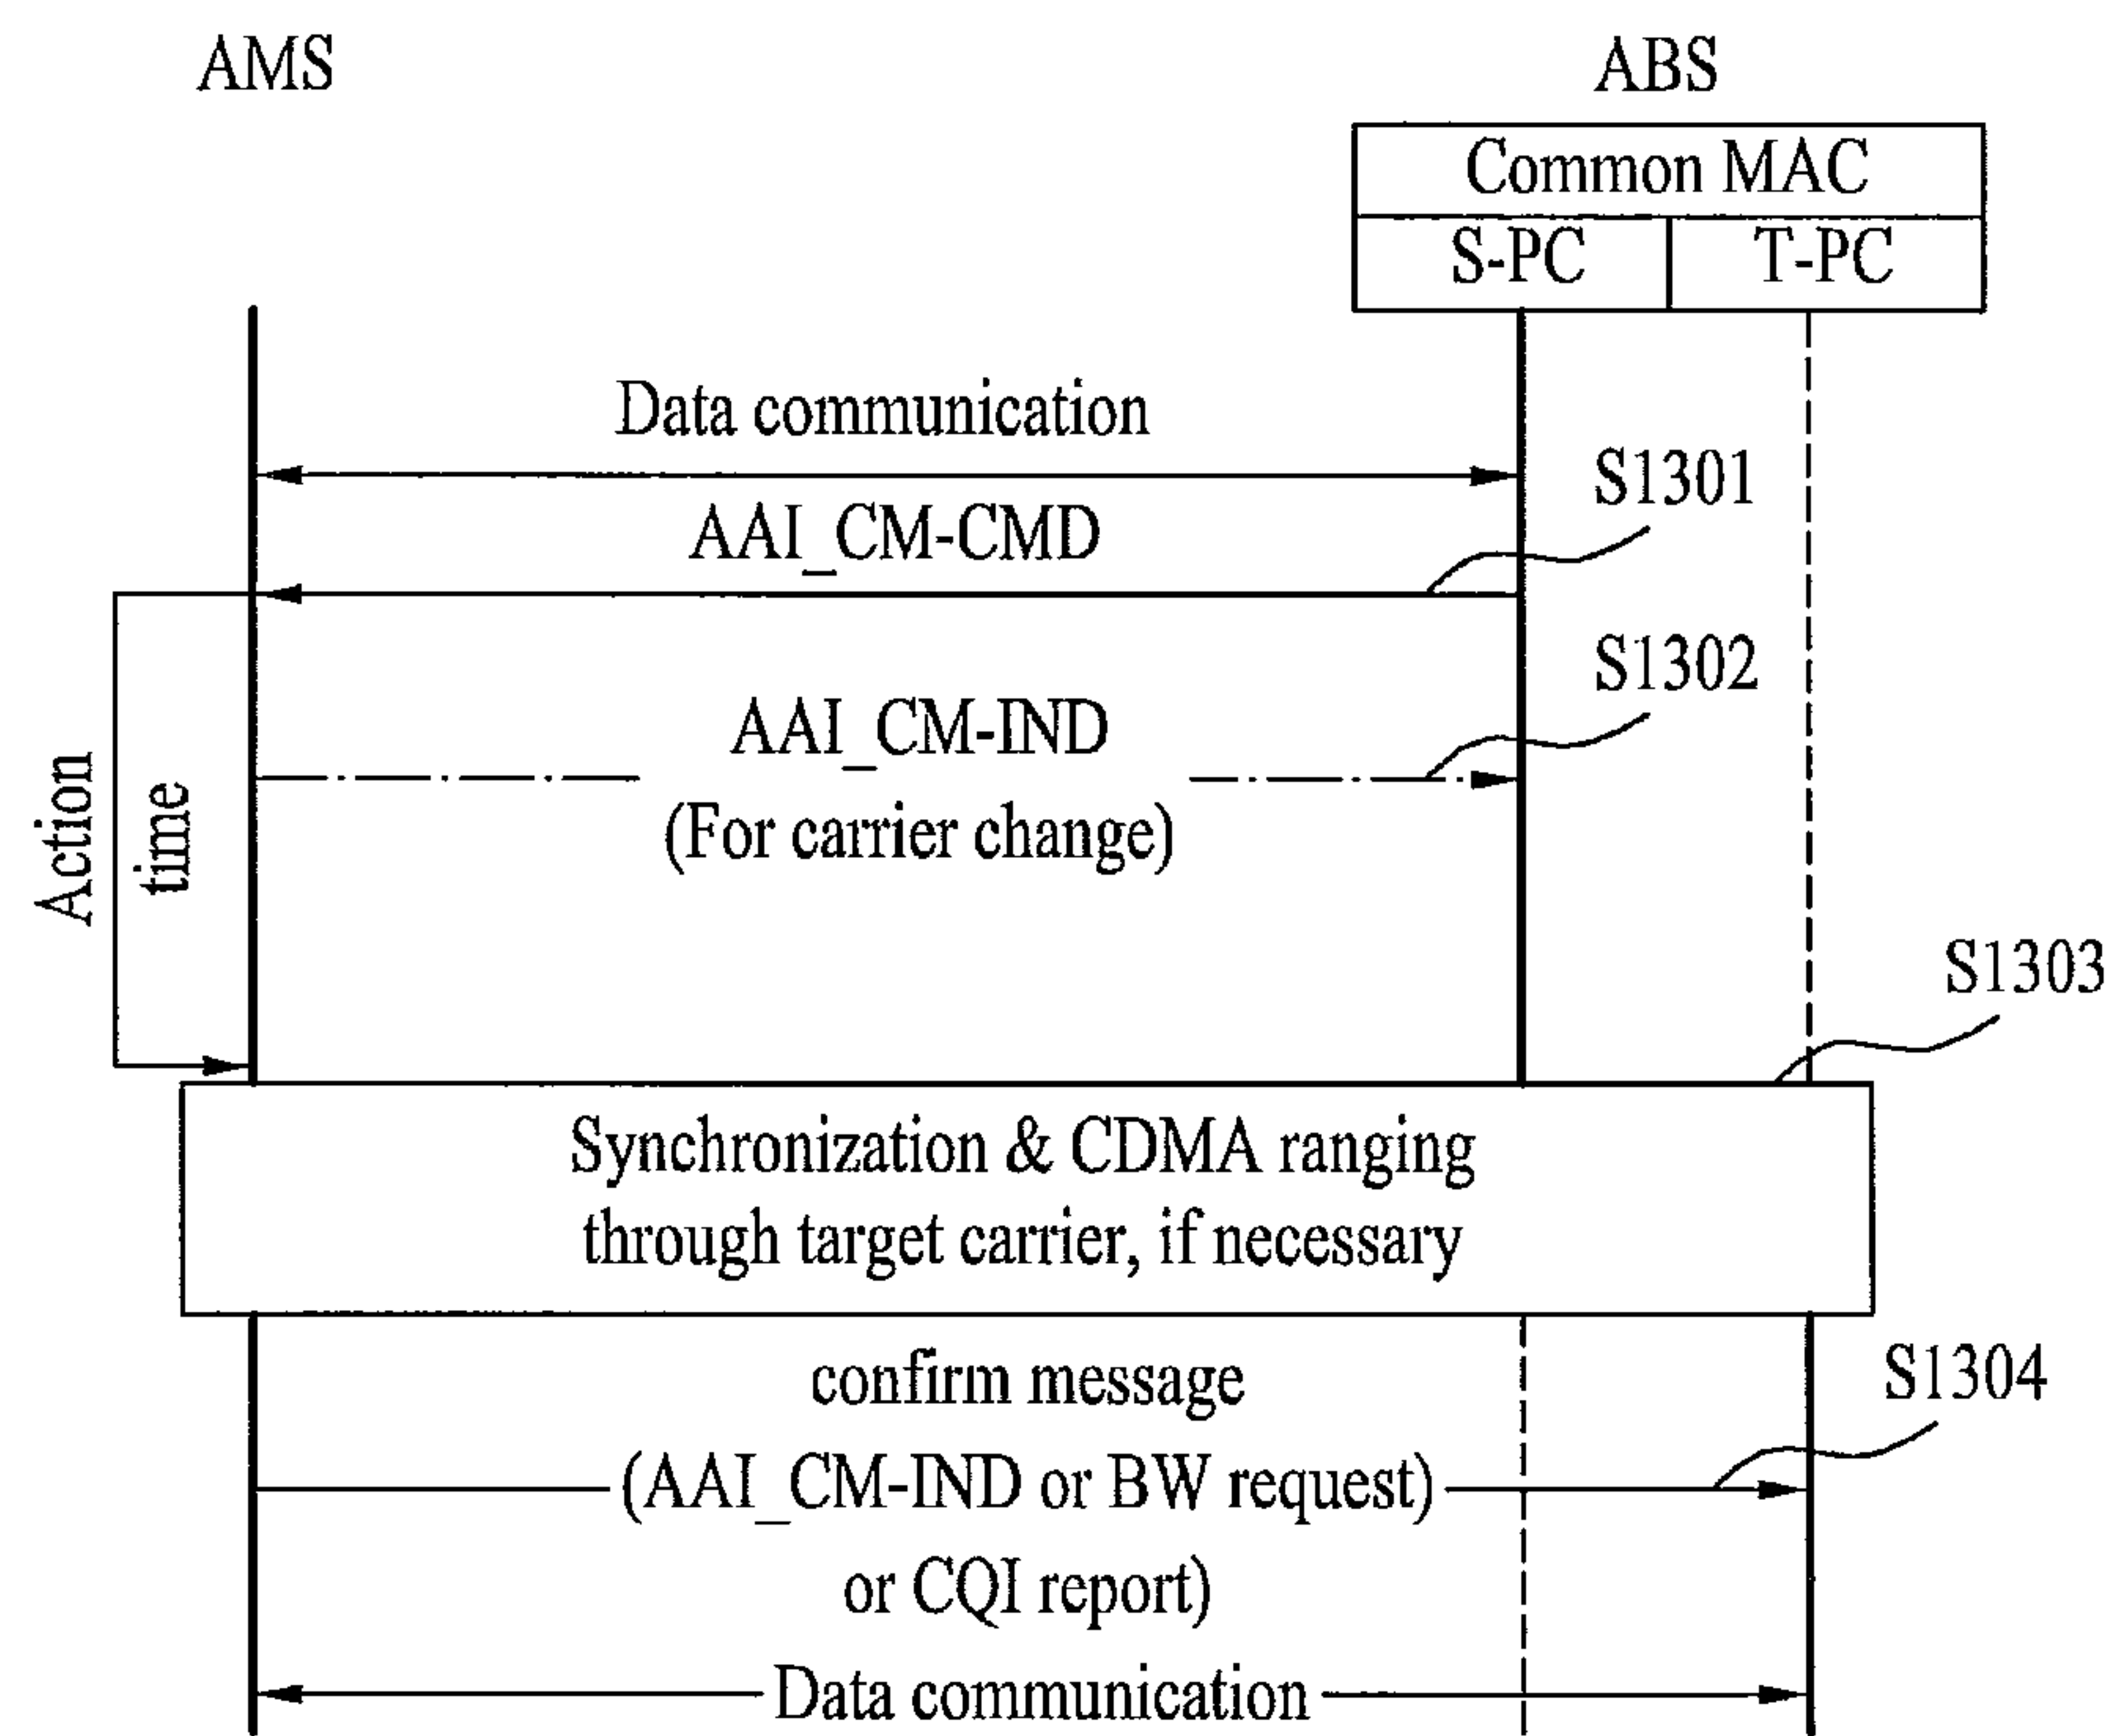 AMS
ABS
Common MAC
S-PC
T-PC
Data communication
S1301
AAI_CM-CMD
S1302
AAI_CM-IND
(For carrier change)
Action
time
S1303
Synchronization & CDMA ranging
through target carrier, if necessary
confirm message
S1304
(AAI_CM-IND or BW request)
or CQI report)
Data communication